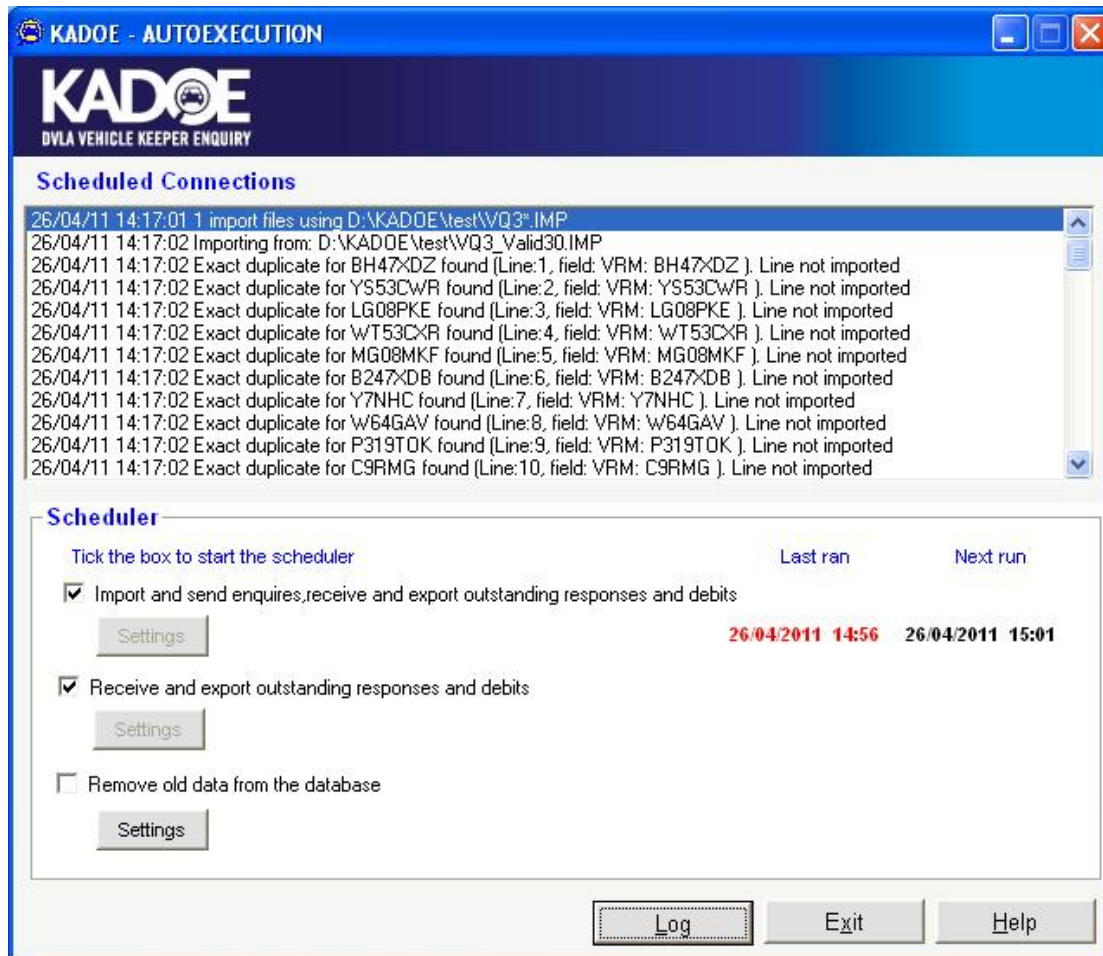 KADOE - AUTOEXECUTION
KADOE
DVLA VEHICLE KEEPER ENQUIRY
Scheduled Connections
26/04/11 14:17:01 1 import files using D:\KADOE\test\VQ3*.IMP
26/04/11 14:17:02 Importing from: D:\KADOE\test\VQ3_Valid30.IMP
26/04/11 14:17:02 Exact duplicate for BH47XDZ found (Line:1, field: VRM: BH47XDZ ). Line not imported
26/04/11 14:17:02 Exact duplicate for YS53CWR found (Line:2, field: VRM: YS53CWR ). Line not imported
26/04/11 14:17:02 Exact duplicate for LG08PKE found (Line:3, field: VRM: LG08PKE ). Line not imported
26/04/11 14:17:02 Exact duplicate for WT53CXR found (Line:4, field: VRM: WT53CXR ). Line not imported
26/04/11 14:17:02 Exact duplicate for MG08MKF found (Line:5, field: VRM: MG08MKF ). Line not imported
26/04/11 14:17:02 Exact duplicate for B247XDB found (Line:6, field: VRM: B247XDB ). Line not imported
26/04/11 14:17:02 Exact duplicate for Y7NHC found (Line:7, field: VRM: Y7NHC ). Line not imported
26/04/11 14:17:02 Exact duplicate for W64GAV found (Line:8, field: VRM: W64GAV ). Line not imported
26/04/11 14:17:02 Exact duplicate for P319TOK found (Line:9, field: VRM: P319TOK ). Line not imported
26/04/11 14:17:02 Exact duplicate for C9RMG found (Line:10, field: VRM: C9RMG ). Line not imported
Scheduler
Tick the box to start the scheduler Last ran Next run
Import and send enquires,receive and export outstanding responses and debits
Settings 26/04/2011 14:56 26/04/2011 15:01
Receive and export outstanding responses and debits
Settings
Remove old data from the database
Settings
Log Exit Help